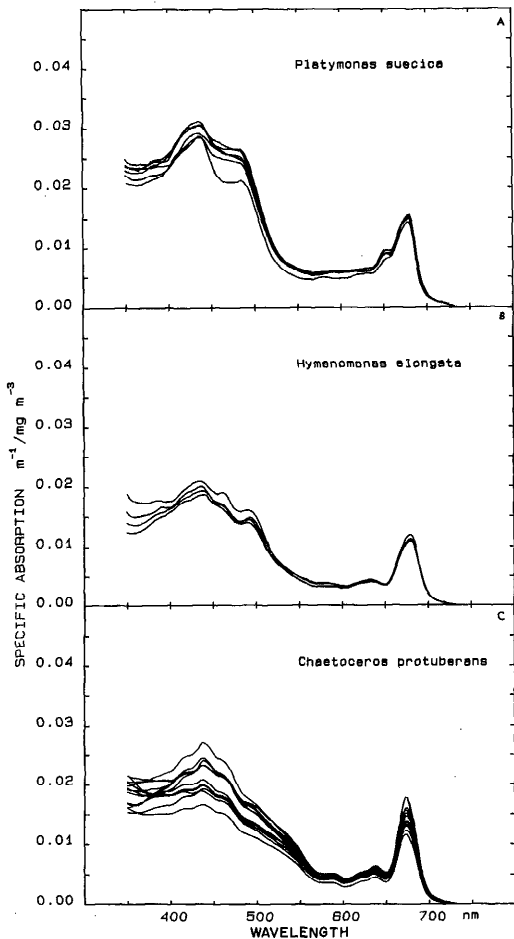 A
Platymonas suecica
0.04
0.03
0.02
0.01
0.00
B
Hymenomonas elongata
0.04
0.03
0.02
0.01
0.00
C
Chaetoceros protuberans
0.04
0.03
0.02
0.01
0.00
SPECIFIC ABSORPTION m⁻¹/mg m⁻³
400 500 600 700 nm
WAVELENGTH